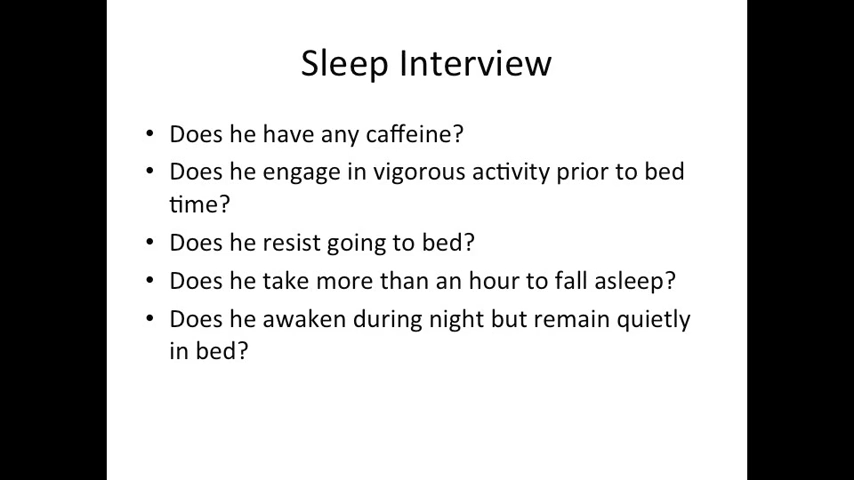 Sleep Interview
• Does he have any caffeine?
• Does he engage in vigorous activity prior to bed
time?
• Does he resist going to bed?
• Does he take more than an hour to fall asleep?
• Does he awaken during night but remain quietly
in bed?